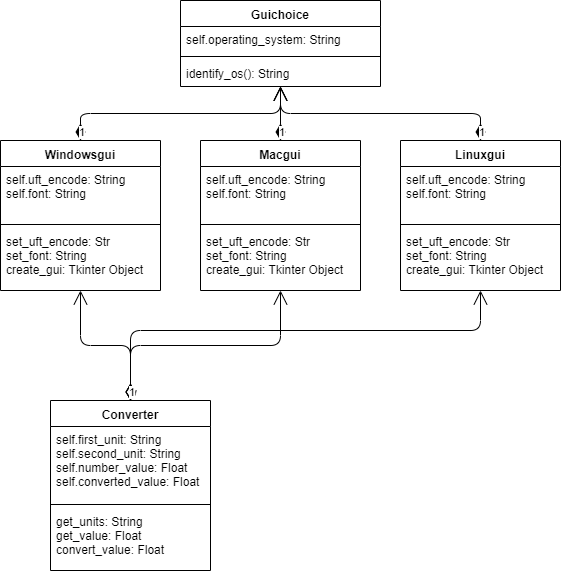 Guichoice
self.operating_system: String
identify_os(): String
1
1
1
Windowsgui
self.uft_encode: String
self.font: String
set_uft_encode: Str
set_font: String
create_gui: Tkinter Object
Macgui
self.uft_encode: String
self.font: String
set_uft_encode: Str
set_font: String
create_gui: Tkinter Object
Linuxgui
self.uft_encode: String
self.font: String
set_uft_encode: Str
set_font: String
create_gui: Tkinter Object
1
Converter
self.first_unit: String
self.second_unit: String
self.number_value: Float
self.converted_value: Float
get_units: String
get_value: Float
convert_value: Float